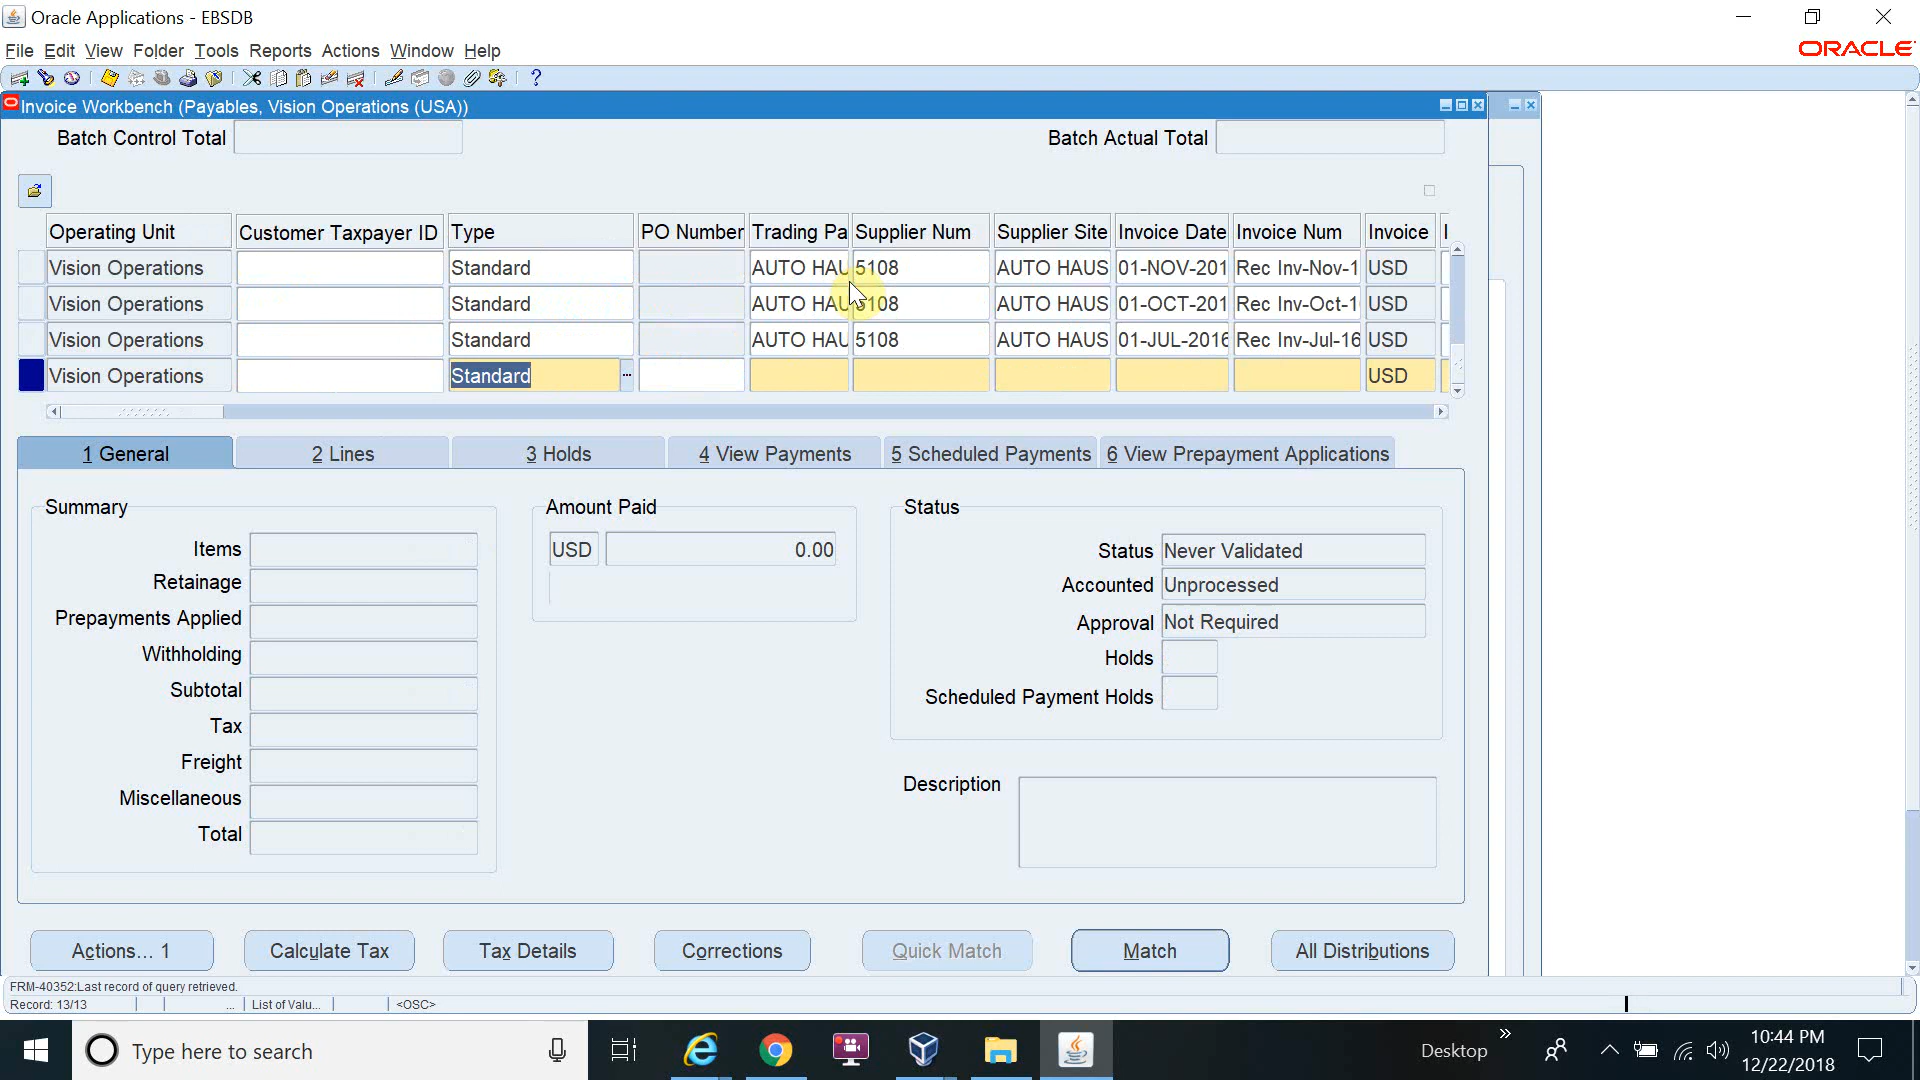 Oracle Applications - EBSDB
File Edit View Folder Tools Reports Actions Window Help
ORACLE
Invoice Workbench (Payables, Vision Operations (USA))
Batch Control Total
Batch Actual Total
Operating Unit Customer Taxpayer ID Type PO Number Trading Pa Supplier Num Supplier Site Invoice Date Invoice Num Invoice
Vision Operations Standard AUTO HAU 5108 AUTO HAUS 01-NOV-201 Rec Inv-Nov-1 USD
Vision Operations Standard AUTO HAU 5108 AUTO HAUS 01-OCT-201 Rec Inv-Oct-1 USD
Vision Operations Standard AUTO HAU 5108 AUTO HAUS 01-JUL-2016 Rec Inv-Jul-16 USD
Vision Operations Standard ... USD
1 General 2 Lines 3 Holds 4 View Payments 5 Scheduled Payments 6 View Prepayment Applications
Summary
Items
Retainage
Prepayments Applied
Withholding
Subtotal
Tax
Freight
Miscellaneous
Total
Amount Paid
USD 0.00
Status
Status Never Validated
Accounted Unprocessed
Approval Not Required
Holds
Scheduled Payment Holds
Description
Actions... 1 Calculate Tax Tax Details Corrections Quick Match Match All Distributions
FRM-40352:Last record of query retrieved.
Record: 13/13 ... List of Valu... <OSC>
Type here to search
Desktop
10:44 PM
12/22/2018